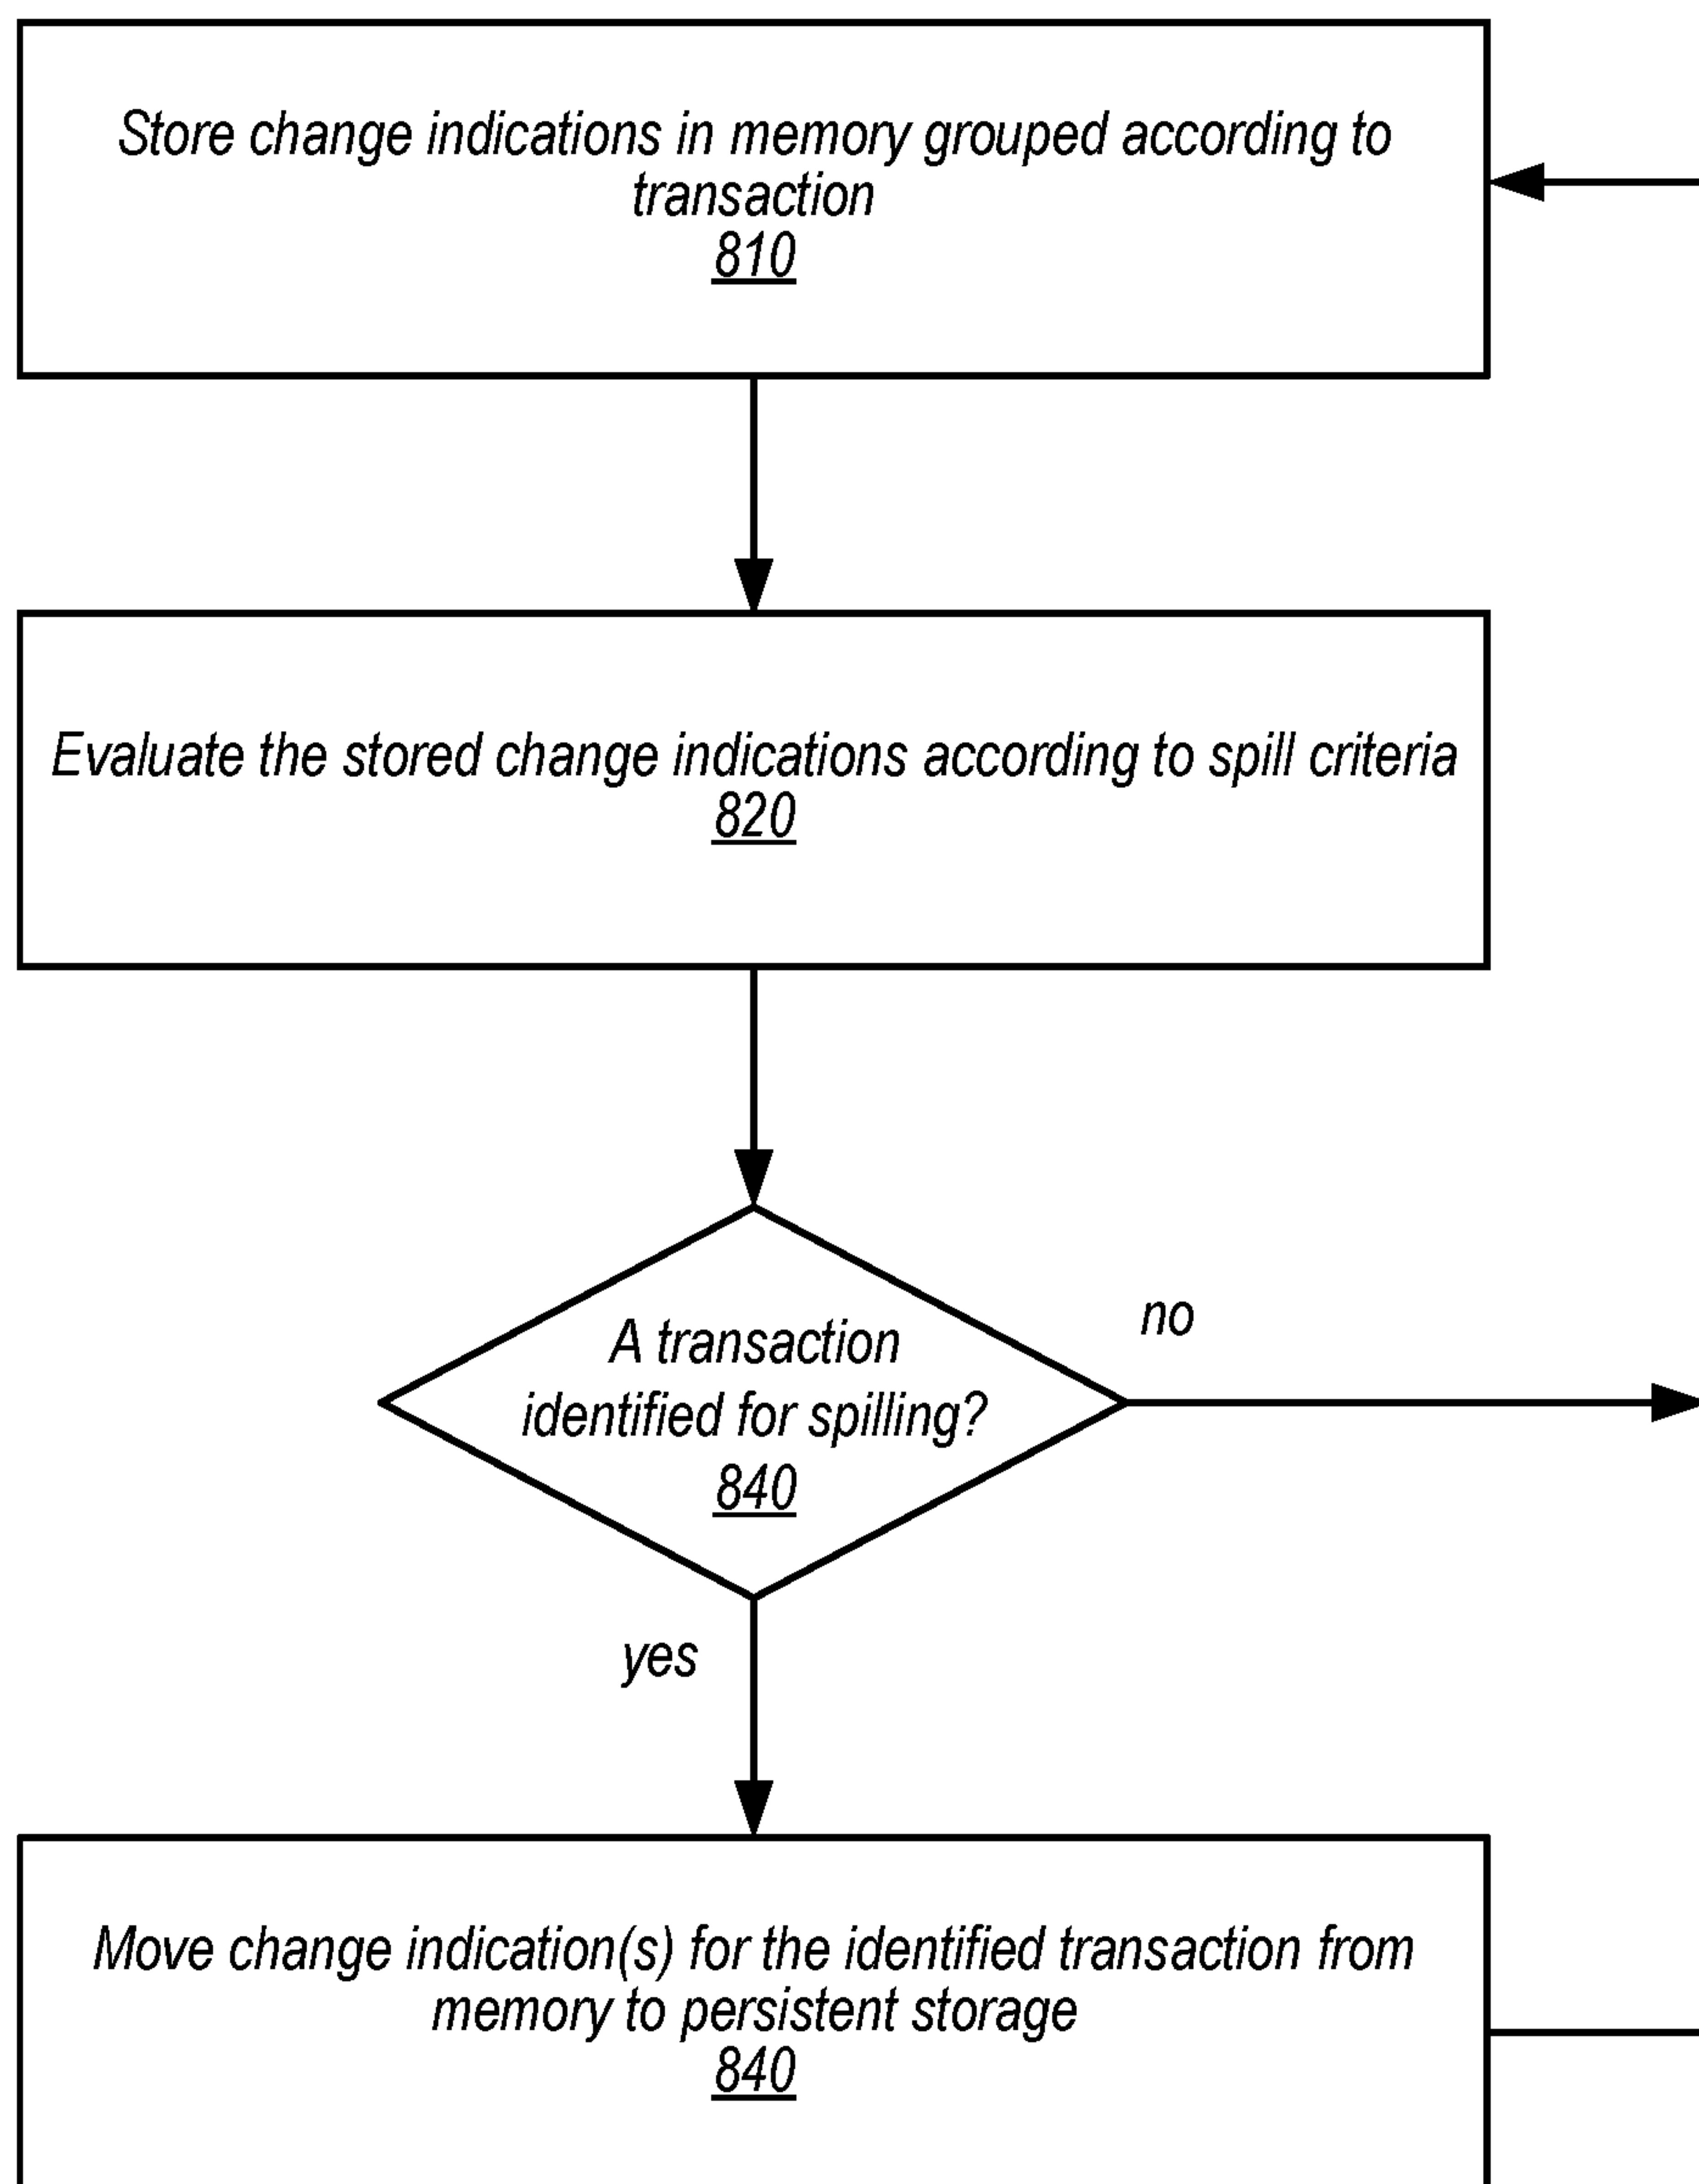 Store change indications in memory grouped according to
transaction
810
Evaluate the stored change indications according to spill criteria
820
A transaction
identified for spilling?
840
no
yes
Move change indication(s) for the identified transaction from
memory to persistent storage
840